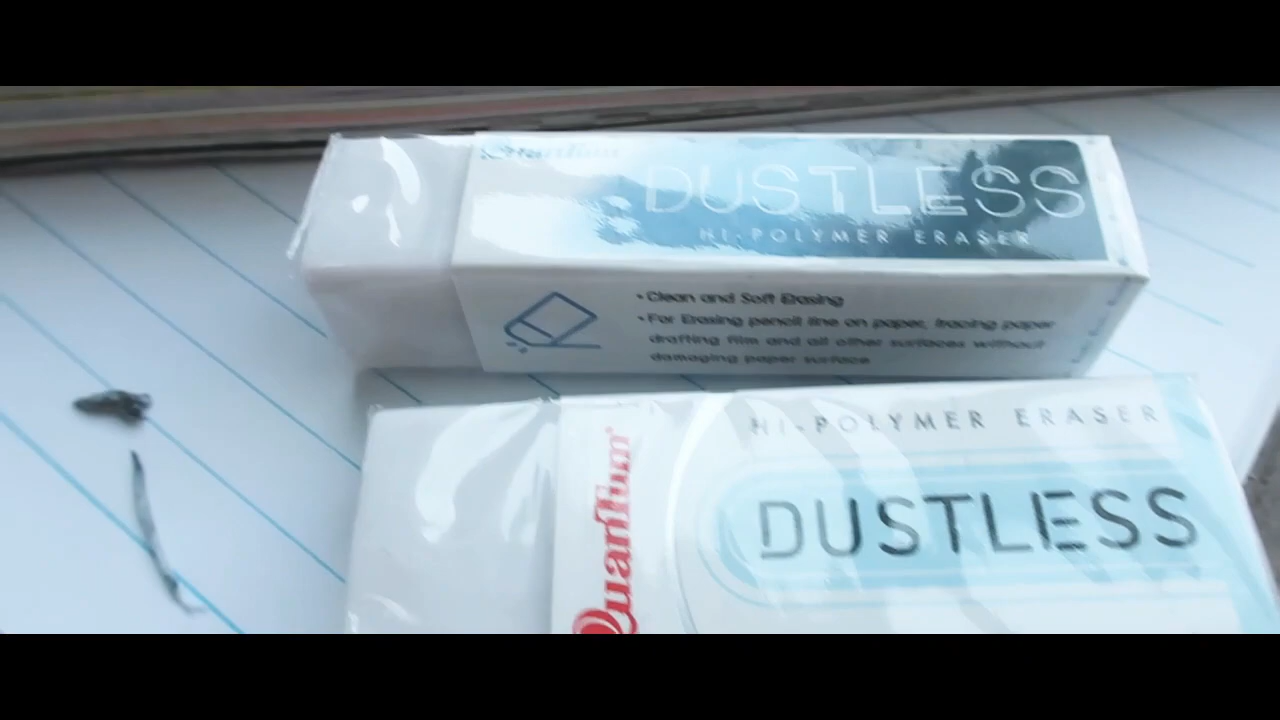 Quantum
DUSTLESS
HI-POLYMER ERASER
• Clean and Soft Erasing
• For Erasing pencil line on paper, tracing paper
drafting film and all other surfaces without
damaging paper surface
HI-POLYMER ERASER
DUSTLESS
Quantum